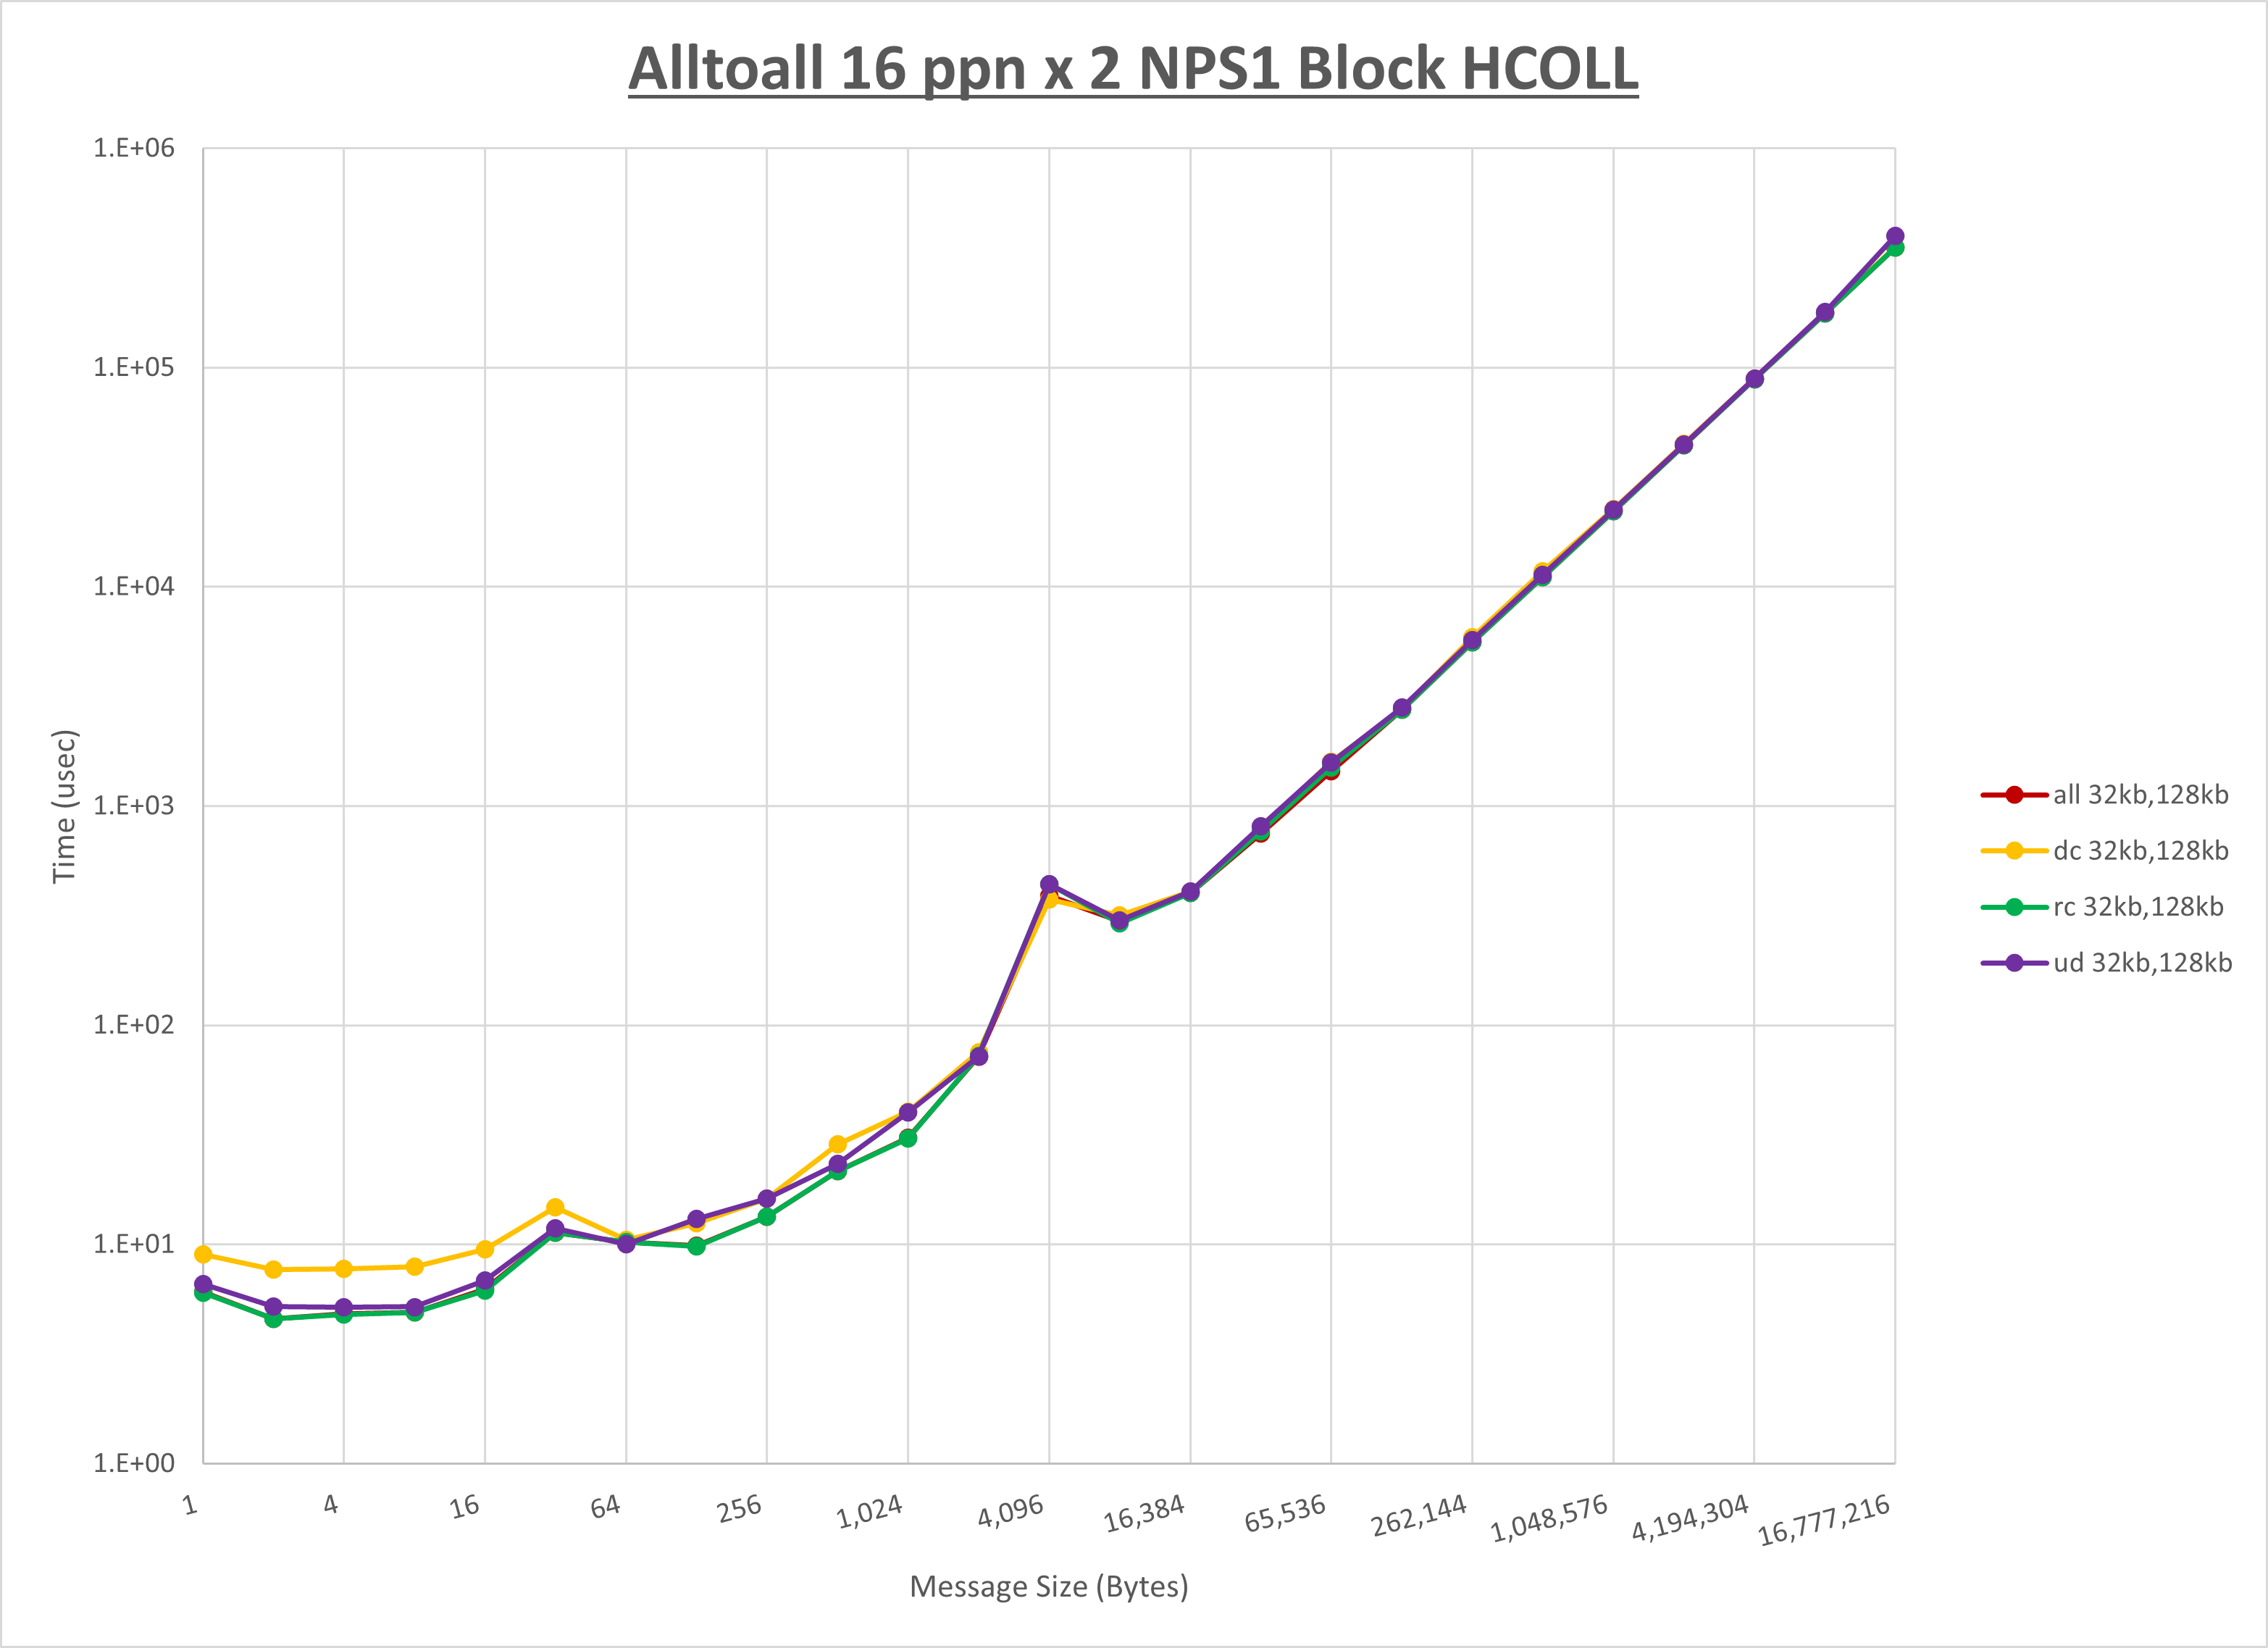 Alltoall 16 ppn x 2 NPS1 Block HCOLL
1.E+06
1.E+05
1.E+04
1.E+03
1.E+02
1.E+01
1.E+00
Time (usec)
1
4
16
64
256
1,024
4,096
16,384
65,536
262,144
1,048,576
4,194,304
16,777,216
Message Size (Bytes)
all 32kb,128kb
dc 32kb,128kb
rc 32kb,128kb
ud 32kb,128kb